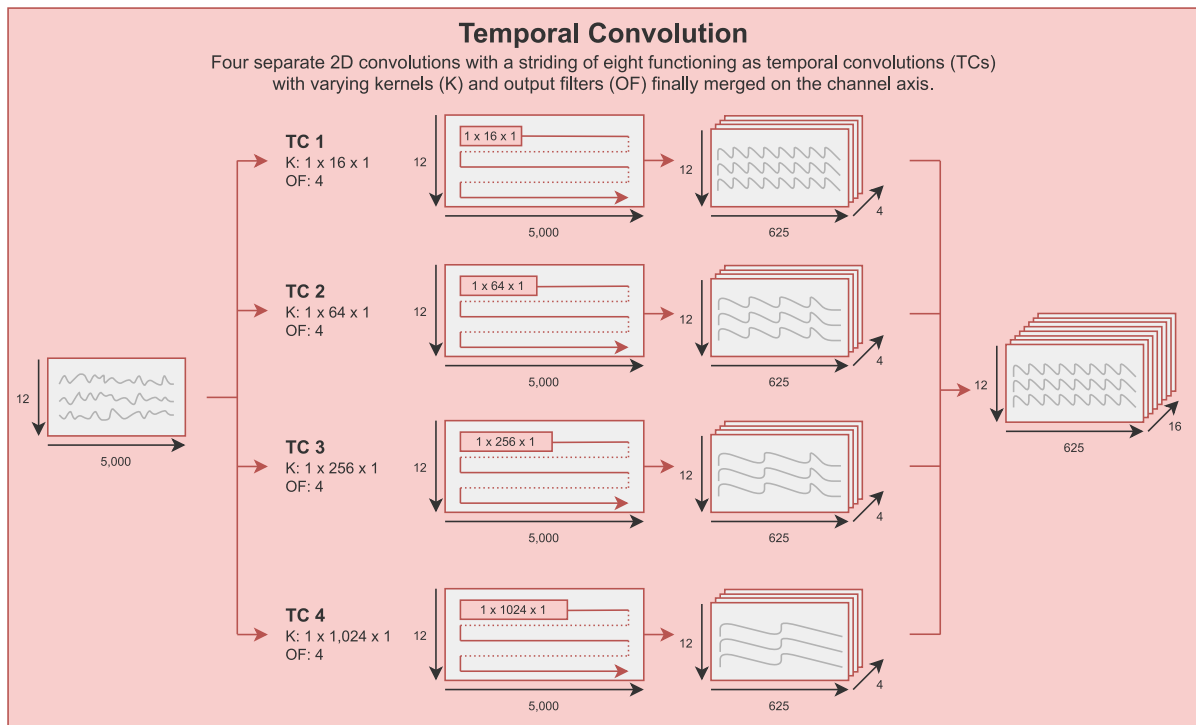 Temporal Convolution
Four separate 2D convolutions with a striding of eight functioning as temporal convolutions (TCs)
with varying kernels (K) and output filters (OF) finally merged on the channel axis.
12
5,000
TC 1
K: 1 x 16 x 1
OF: 4
12
1 x 16 x 1
5,000
12
625
4
TC 2
K: 1 x 64 x 1
OF: 4
12
1 x 64 x 1
5,000
12
625
4
TC 3
K: 1 x 256 x 1
OF: 4
12
1 x 256 x 1
5,000
12
625
4
TC 4
K: 1 x 1,024 x 1
OF: 4
12
1 x 1024 x 1
5,000
12
625
4
12
625
16